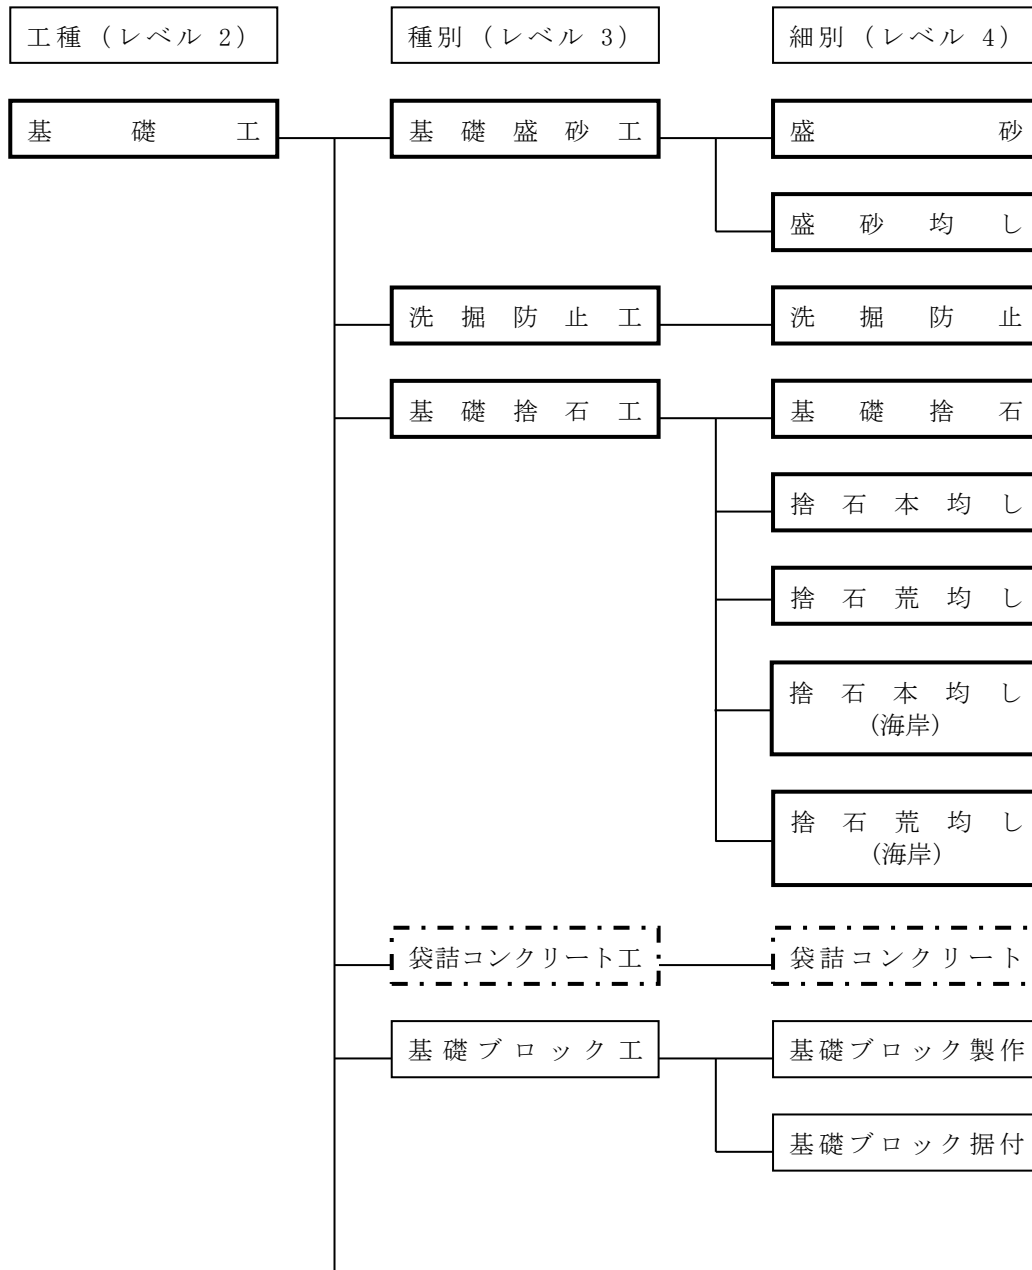 工種（レベル 2） 種別（レベル 3） 細別（レベル 4）
基礎工 基礎盛砂工 盛砂
盛砂均し
洗掘防止工 洗掘防止
基礎捨石工 基礎捨石
捨石本均し
捨石荒均し
捨石本均し
(海岸)
捨石荒均し
(海岸)
袋詰コンクリート工 袋詰コンクリート
基礎ブロック工 基礎ブロック製作
基礎ブロック据付